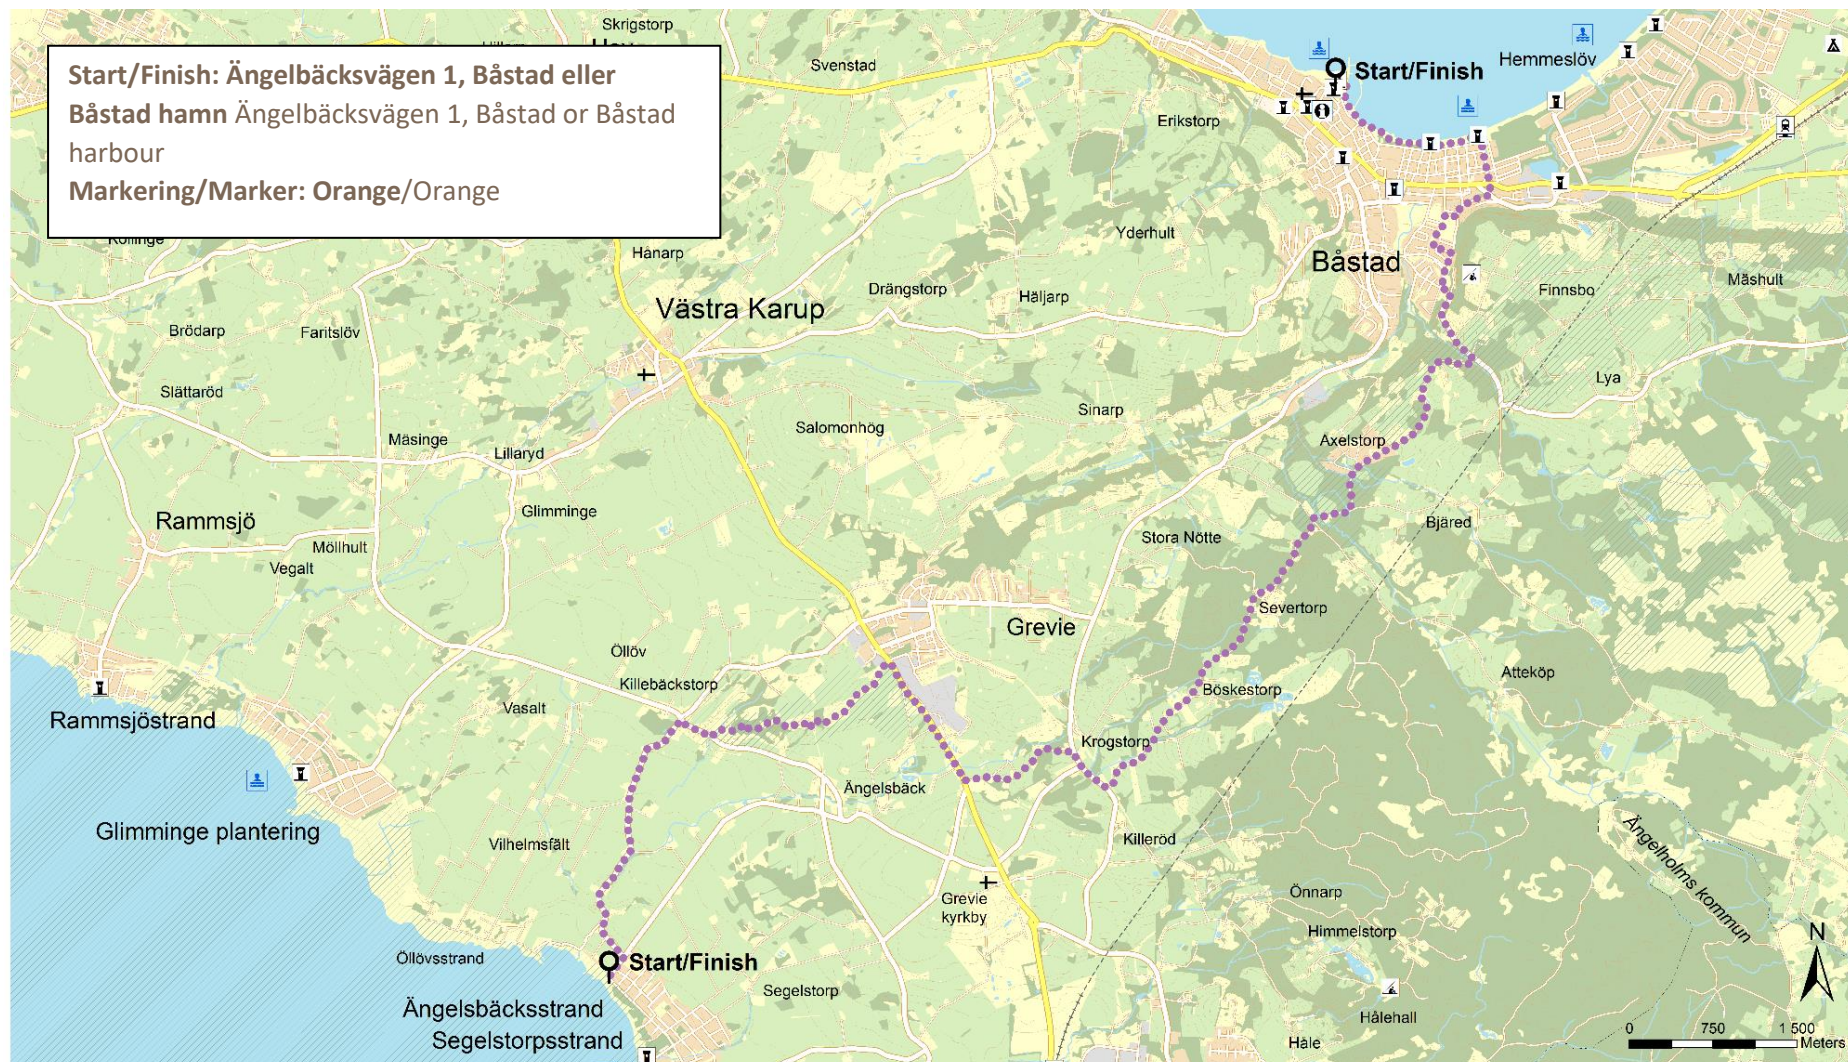 Skrigstorp
Start/Finish: Ängelbäcksvägen 1, Båstad eller
Båstad hamn Ängelbäcksvägen 1, Båstad or Båstad
harbour
Markering/Marker: Orange/Orange
Svenstad
Start/Finish
Hemmeslöv
Erikstorp
Hånarp
Yderhult
Båstad
Drängstorp
Häljarp
Finnsbo
Mäshult
Västra Karup
Brödarp
Faritslöv
Slättaröd
Lya
Sinarp
Salomonhög
Mäsinge
Lillaryd
Axelstorp
Glimminge
Rammsjö
Möllhult
Vegalt
Bjäred
Stora Nötte
Severtorp
Grevie
Öllöv
Killebäckstorp
Atteköp
Böskestorp
Vasalt
Rammsjöstrand
Krogstorp
Ängelsbäck
Glimminge plantering
Vilhelmsfält
Killeröd
Ängelholms kommun
Önnarp
Grevie
kyrkby
Himmelstorp
N
Öllövsstrand
Start/Finish
Segelstorp
Ängelsbäcksstrand
Segelstorpsstrand
Hålehall
Håle
0 750 1 500
Meters